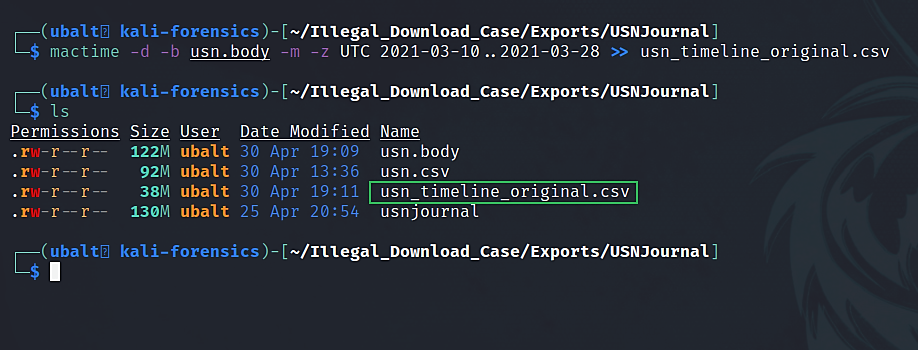 ┌──(ubalt㉿kali-forensics)-[~/Illegal_Download_Case/Exports/USNJournal]
└─$ mactime -d -b usn.body -m -z UTC 2021-03-10..2021-03-28 >> usn_timeline_original.csv
┌──(ubalt㉿kali-forensics)-[~/Illegal_Download_Case/Exports/USNJournal]
└─$ ls
Permissions Size User Date Modified Name
.rw-r--r-- 122M ubalt 30 Apr 19:09 usn.body
.rw-r--r-- 92M ubalt 30 Apr 13:36 usn.csv
.rw-r--r-- 38M ubalt 30 Apr 19:11 usn_timeline_original.csv
.rw-r--r-- 130M ubalt 25 Apr 20:54 usnjournal
┌──(ubalt㉿kali-forensics)-[~/Illegal_Download_Case/Exports/USNJournal]
└─$